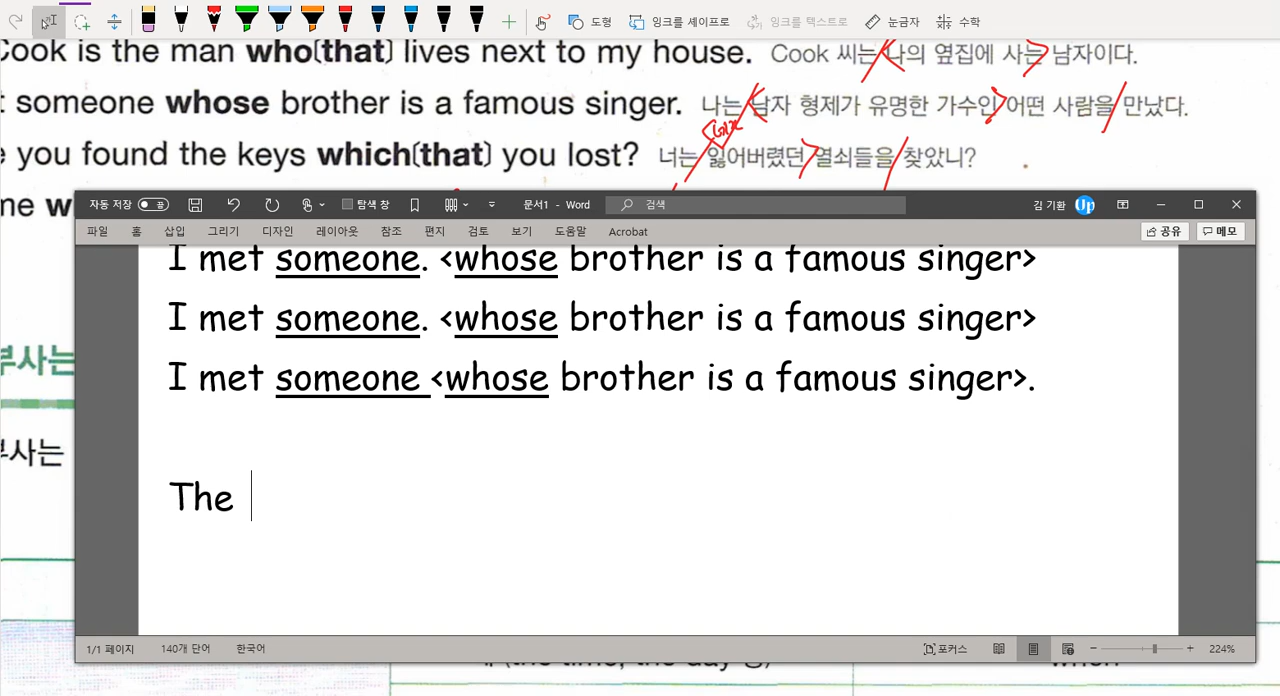 도형 잉크를 셰이프로 잉크를 텍스트로 눈금자 수학
Cook is the man who(that) lives next to my house. Cook 씨는 나의 옆집에 사는 남자이다.
t someone whose brother is a famous singer. 나는 남자 형제가 유명한 가수인 어떤 사람을 만났다.
e you found the keys which(that) you lost? 너는 잃어버렸던 열쇠들을 찾았니?
me w
자동 저장 탐색 창 문서1 - Word 검색 김 기환 Up
파일 홈 삽입 그리기 디자인 레이아웃 참조 편지 검토 보기 도움말 Acrobat 공유 메모
I met someone. <whose brother is a famous singer>
I met someone. <whose brother is a famous singer>
I met someone <whose brother is a famous singer>.
The
부사는
부사는
1/1 페이지 140개 단어 한국어 포커스 224%